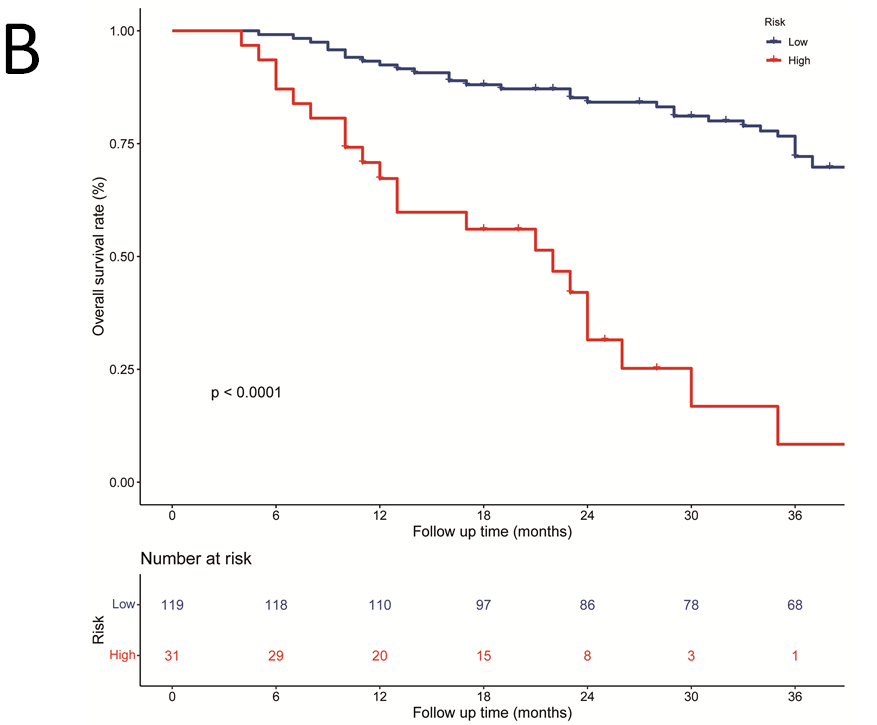 B
Risk
Low
High
1.00
0.75
0.50
0.25
0.00
Overall survival rate (%)
p < 0.0001
0 6 12 18 24 30 36
Follow up time (months)
Number at risk
Risk
Low 119 118 110 97 86 78 68
High 31 29 20 15 8 3 1
0 6 12 18 24 30 36
Follow up time (months)